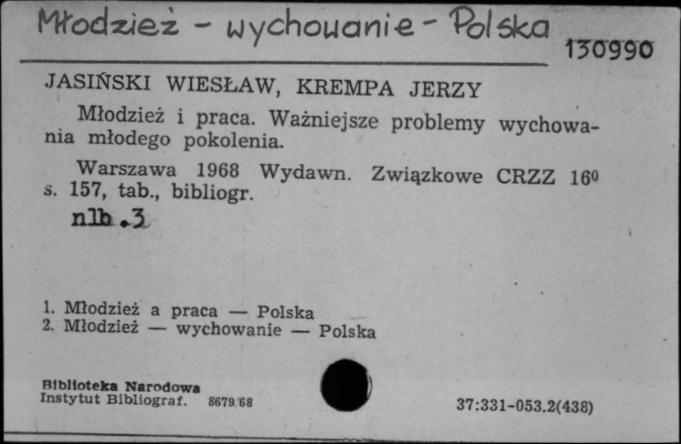 Młodzież - wychowanie - Polska
130990
JASIŃSKI WIESŁAW, KREMPA JERZY
Młodzież i praca. Ważniejsze problemy wychowa-
nia młodego pokolenia.
Warszawa 1968 Wydawn. Związkowe CRZZ 16⁰
s. 157, tab., bibliogr.
nlb .3
1. Młodzież a praca — Polska
2. Młodzież — wychowanie — Polska
Biblioteka Narodowa
Instytut Bibliograf. 8679/68
37:331-053.2(438)